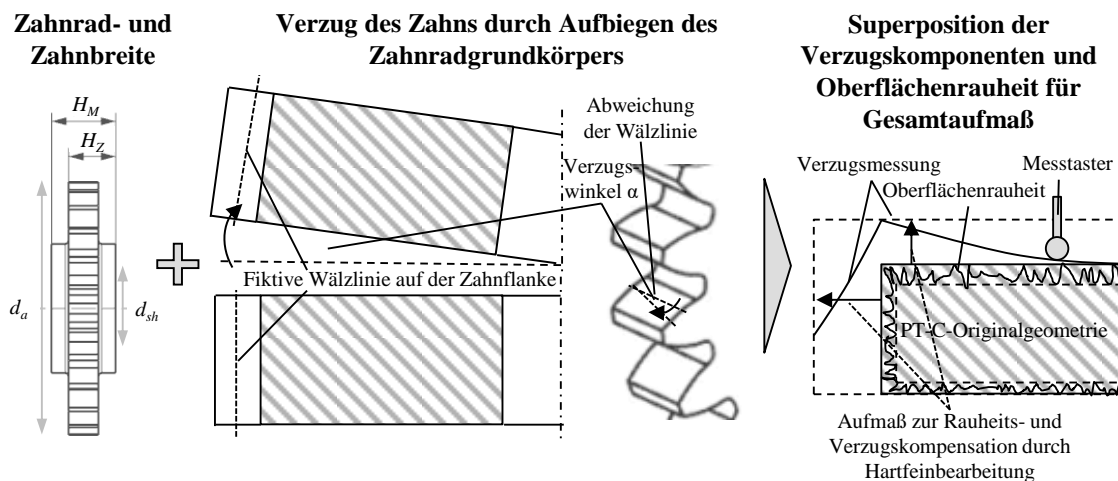 Zahnrad- und
Zahnbreite
H_M
H_Z
d_a
d_sh
Verzug des Zahns durch Aufbiegen des
Zahnradgrundkörpers
Abweichung
der Wälzlinie
Verzugs-
winkel α
Fiktive Wälzlinie auf der Zahnflanke
Superposition der
Verzugskomponenten und
Oberflächenrauheit für
Gesamtaufmaß
Verzugsmessung
Messtaster
Oberflächenrauheit
PT-C-Originalgeometrie
Aufmaß zur Rauheits- und
Verzugskompensation durch
Hartfeinbearbeitung